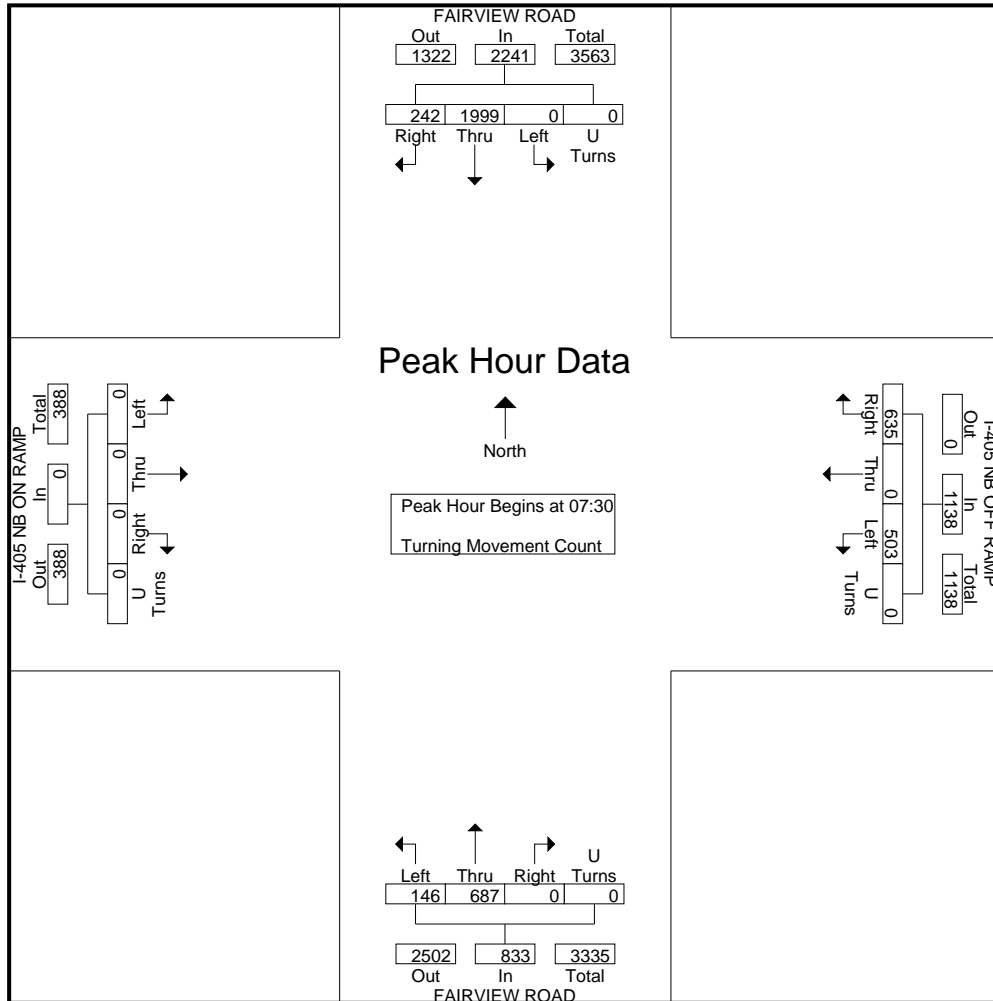 FAIRVIEW ROAD
Out In Total
1322 2241 3563
242 1999 0 0
Right Thru Left U
Turns
Peak Hour Data
North
Peak Hour Begins at 07:30
Turning Movement Count
I-405 NB ON RAMP
Total In Out
388 0 388
0 0 0 0
Left Thru Right U
Turns
I-405 NB OFF RAMP
Out In Total
0 1138 1138
635 0 503 0
Right Thru Left U
Turns
U
Left Thru Right Turns
146 687 0 0
2502 833 3335
Out In Total
FAIRVIEW ROAD